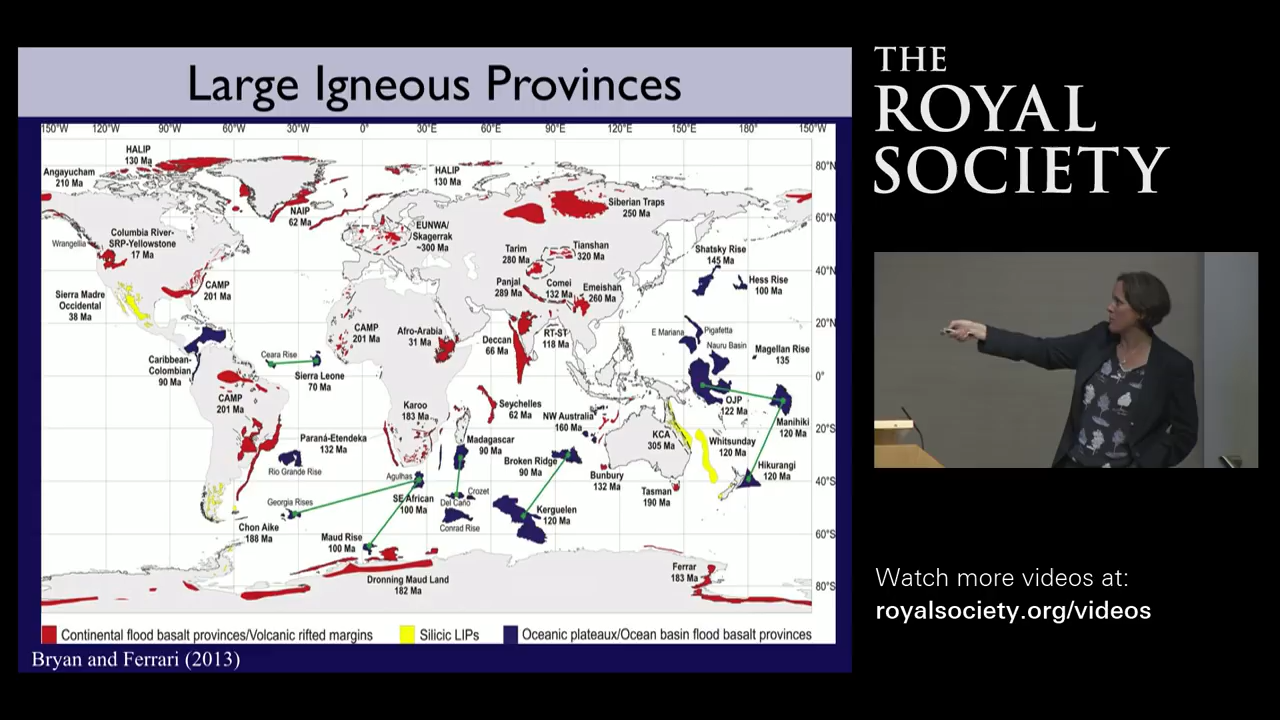 Large Igneous Provinces
150°W 120°W 90°W 60°W 30°W 0° 30°E 60°E 90°E 120°E 150°E 180° 150°W
HALIP
130 Ma
HALIP
130 Ma
80°N
Angayucham
210 Ma
NAIP
62 Ma
Siberian Traps
250 Ma
60°N
Columbia River-
SRP-Yellowstone
17 Ma
Wrangellia
EUNWA/
Skagerrak
~300 Ma
Tarim
280 Ma
Tianshan
320 Ma
Shatsky Rise
145 Ma
40°N
CAMP
201 Ma
Panjal
289 Ma
Comei
132 Ma
Emeishan
260 Ma
Hess Rise
100 Ma
Sierra Madre
Occidental
38 Ma
20°N
CAMP
201 Ma
Afro-Arabia
31 Ma
Deccan
66 Ma
RT-ST
118 Ma
E Mariana
Pigafetta
Nauru Basin
Magellan Rise
135
Caribbean-
Colombian
90 Ma
Ceara Rise
Sierra Leone
70 Ma
0°
CAMP
201 Ma
Karoo
183 Ma
Seychelles
62 Ma
NW Australia
160 Ma
OJP
122 Ma
Manihiki
120 Ma
20°S
Paraná-Etendeka
132 Ma
Rio Grande Rise
Madagascar
90 Ma
Broken Ridge
90 Ma
KCA
305 Ma
Whitsunday
120 Ma
Hikurangi
120 Ma
Agulhas
Bunbury
132 Ma
Tasman
190 Ma
40°S
Georgia Rises
SE African
100 Ma
Crozet
Del Caño
Conrad Rise
Kerguelen
120 Ma
Chon Aike
188 Ma
Maud Rise
100 Ma
60°S
Dronning Maud Land
182 Ma
Ferrar
183 Ma
80°S
Continental flood basalt provinces/Volcanic rifted margins Silicic LIPs Oceanic plateaux/Ocean basin flood basalt provinces
Bryan and Ferrari (2013)
THE
ROYAL
SOCIETY
Watch more videos at:
royalsociety.org/videos